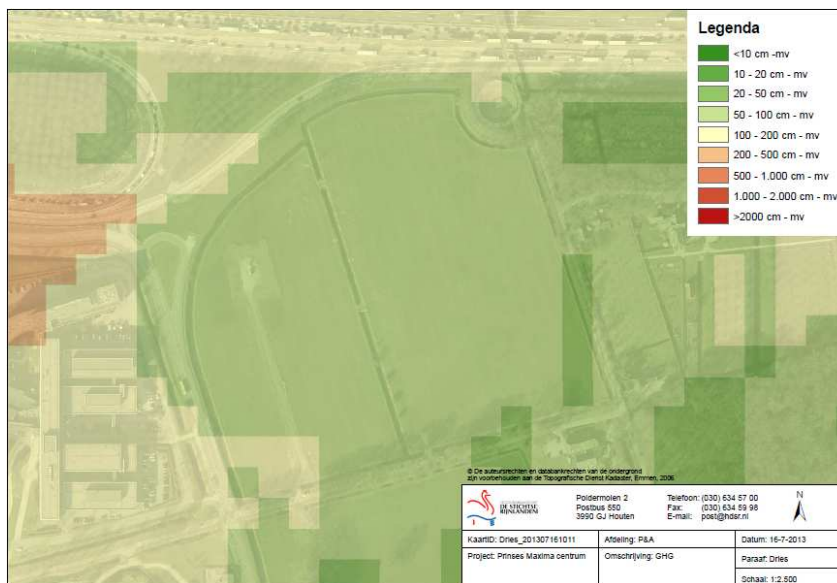 Legenda
<10 cm -mv
10 - 20 cm - mv
20 - 50 cm - mv
50 - 100 cm - mv
100 - 200 cm - mv
200 - 500 cm - mv
500 - 1.000 cm - mv
1.000 - 2.000 cm - mv
>2000 cm - mv
© De auteursrechten en databankrechten van de ondergrond
zijn voorbehouden aan de Topografische Dienst Kadaster, Emmen, 2006
DE STICHTSE
RIJNLANDEN
Poldermolen 2
Postbus 550
3990 GJ Houten
Telefoon: (030) 634 57 00
Fax: (030) 634 59 98
E-mail: post@hdsr.nl
N
KaartID: Dries_201307161011
Afdeling: P&A
Datum: 16-7-2013
Project: Prinses Maxima centrum
Omschrijving: GHG
Paraaf: Dries
Schaal: 1:2.500